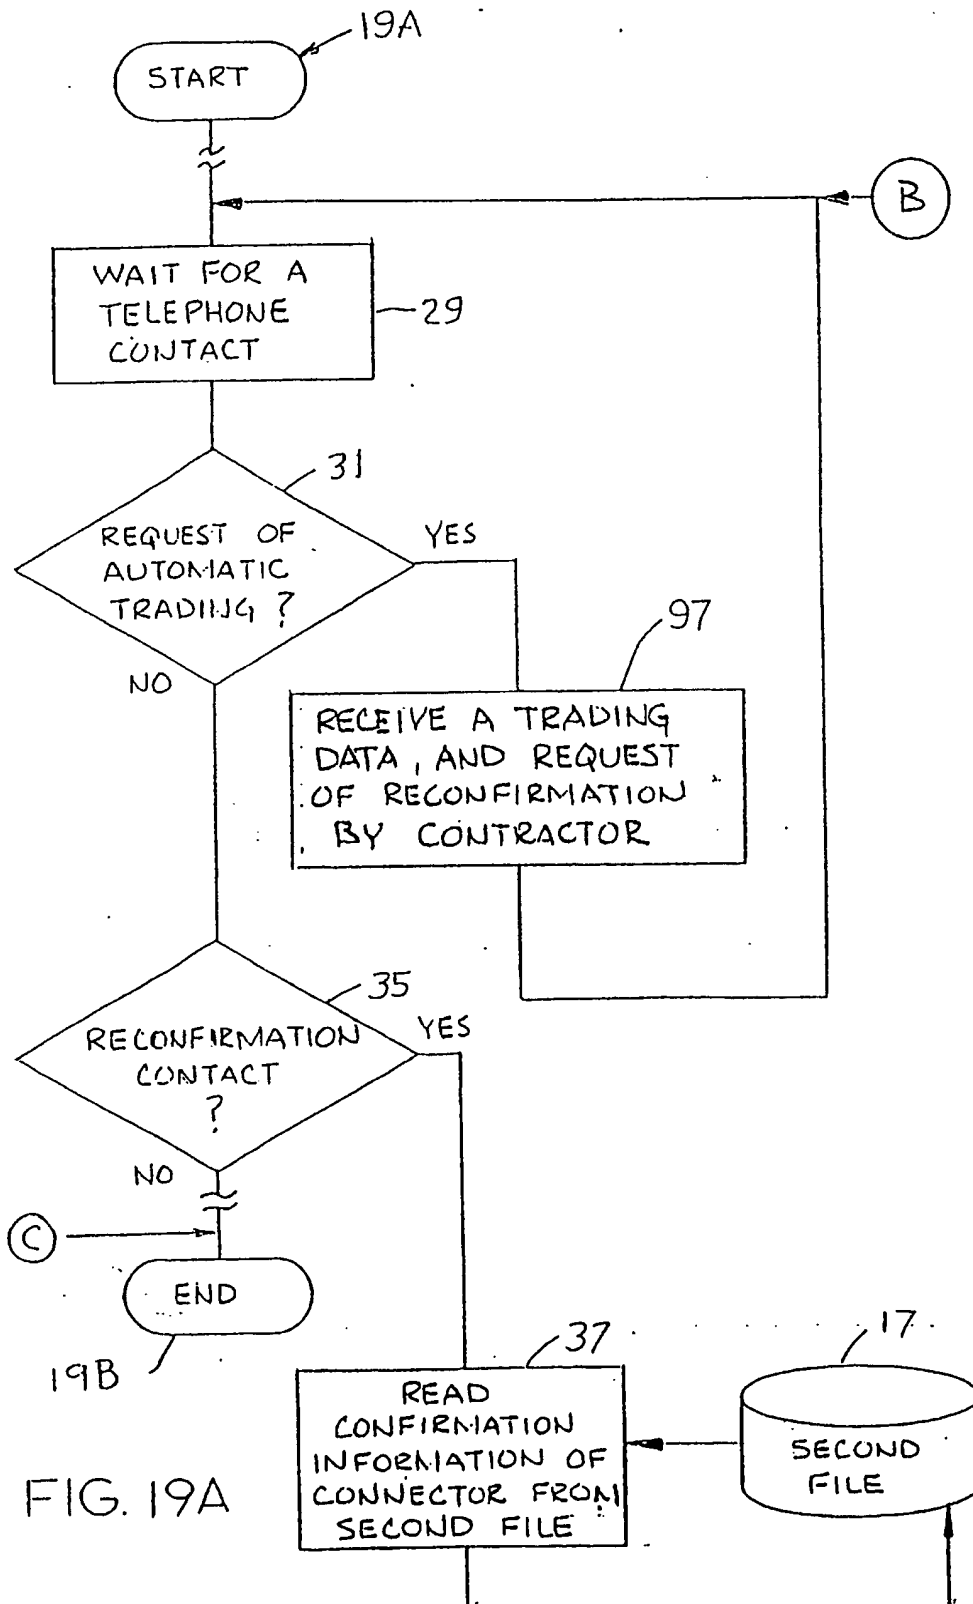 19A
START
B
WAIT FOR A
TELEPHONE
CONTACT
29
31
REQUEST OF
AUTOMATIC
TRADING ?
YES
NO
97
RECEIVE A TRADING
DATA, AND REQUEST
OF RECONFIRMATION
BY CONTRACTOR
35
RECONFIRMATION
CONTACT
?
YES
NO
C
END
19B
37
READ
CONFIRMATION
INFORMATION OF
CONNECTOR FROM
SECOND FILE
17
SECOND
FILE
FIG. 19A